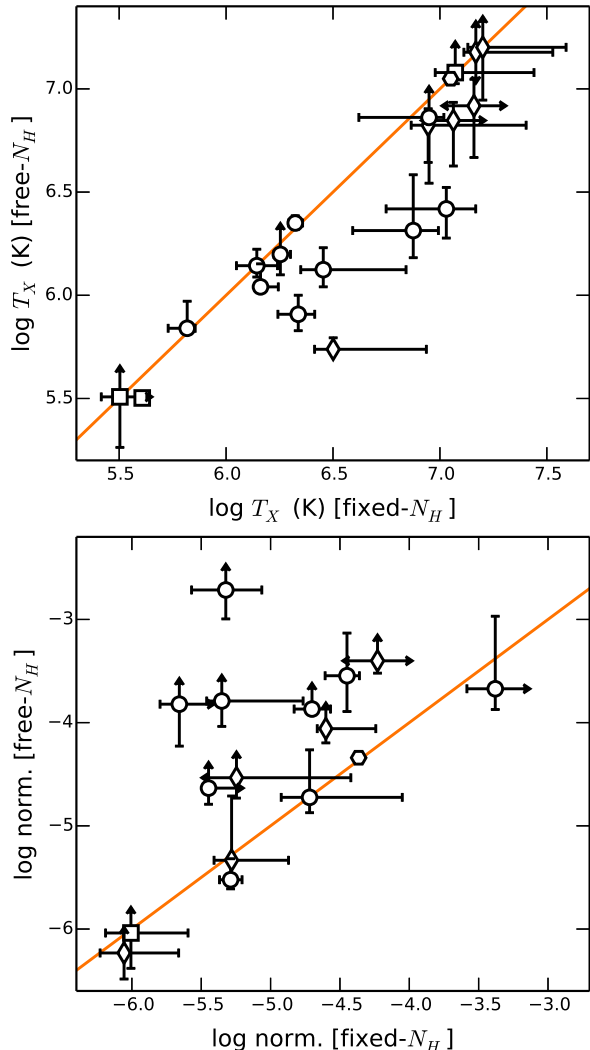 7.0
6.5
6.0
5.5
log T_X (K) [free-N_H]
5.5 6.0 6.5 7.0 7.5
log T_X (K) [fixed-N_H]
−3
−4
−5
−6
log norm. [free-N_H]
−6.0 −5.5 −5.0 −4.5 −4.0 −3.5 −3.0
log norm. [fixed-N_H]